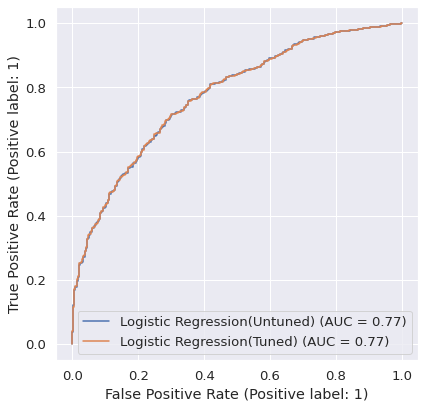 True Positive Rate (Positive label: 1)
1.0
0.8
0.6
0.4
0.2
0.0
Logistic Regression(Untuned) (AUC = 0.77)
Logistic Regression(Tuned) (AUC = 0.77)
0.0 0.2 0.4 0.6 0.8 1.0
False Positive Rate (Positive label: 1)